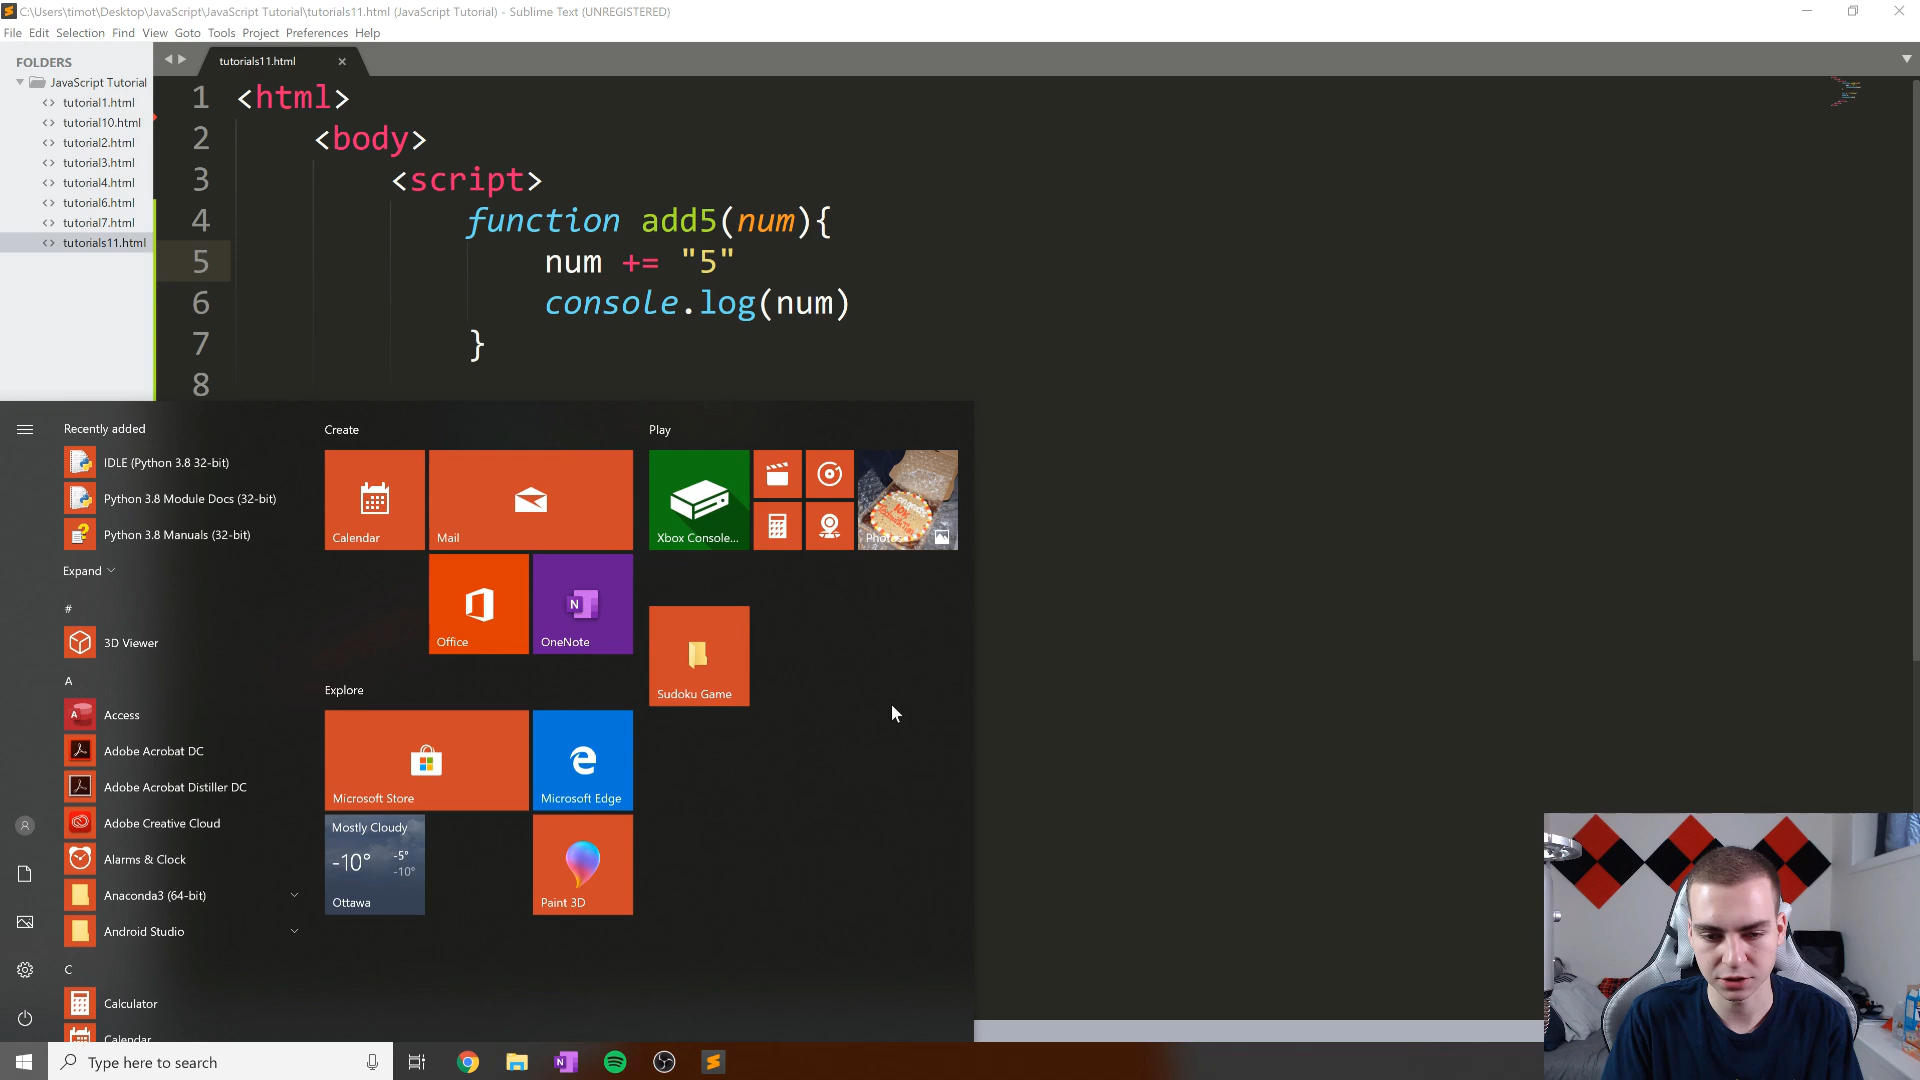 C:\Users\timot\Desktop\JavaScript\JavaScript Tutorial\tutorials11.html (JavaScript Tutorial) - Sublime Text (UNREGISTERED)
File Edit Selection Find View Goto Tools Project Preferences Help
FOLDERS
JavaScript Tutorial
tutorial1.html
tutorial10.html
tutorial2.html
tutorial3.html
tutorial4.html
tutorial6.html
tutorial7.html
tutorials11.html
tutorials11.html
1 <html>
2 <body>
3 <script>
4 function add5(num){
5 num += "5"
6 console.log(num)
7 }
8
Recently added
IDLE (Python 3.8 32-bit)
Python 3.8 Module Docs (32-bit)
Python 3.8 Manuals (32-bit)
Expand
#
3D Viewer
A
Access
Adobe Acrobat DC
Adobe Acrobat Distiller DC
Adobe Creative Cloud
Alarms & Clock
Anaconda3 (64-bit)
Android Studio
C
Calculator
Calendar
Create
Calendar
Mail
Office
OneNote
Explore
Microsoft Store
Microsoft Edge
Mostly Cloudy
-10° -5°
-10°
Ottawa
Paint 3D
Play
Xbox Console...
Photos
Sudoku Game
Type here to search